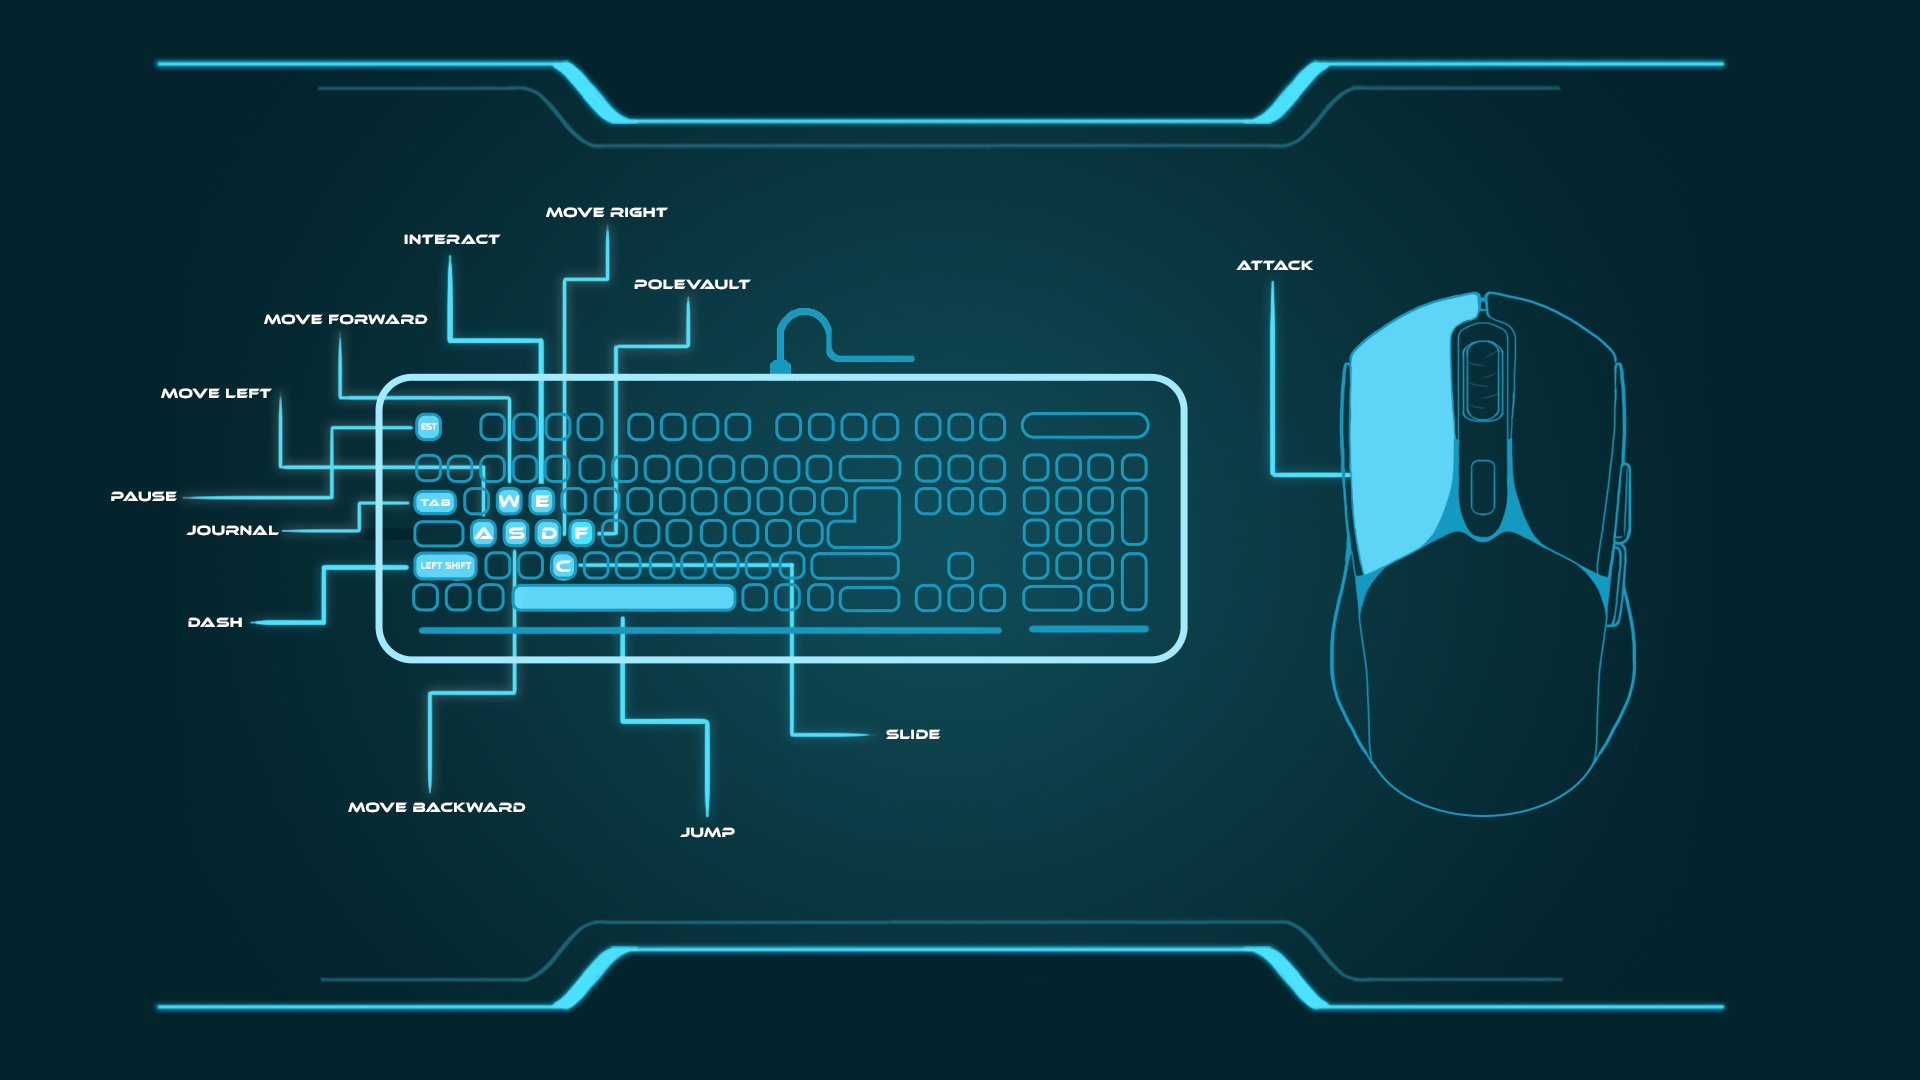 MOVE RIGHT
INTERACT
ATTACK
POLEVAULT
MOVE FORWARD
MOVE LEFT
EST
PAUSE
TAB W E
JOURNAL
A S D F
LEFT SHIFT C
DASH
SLIDE
MOVE BACKWARD
JUMP